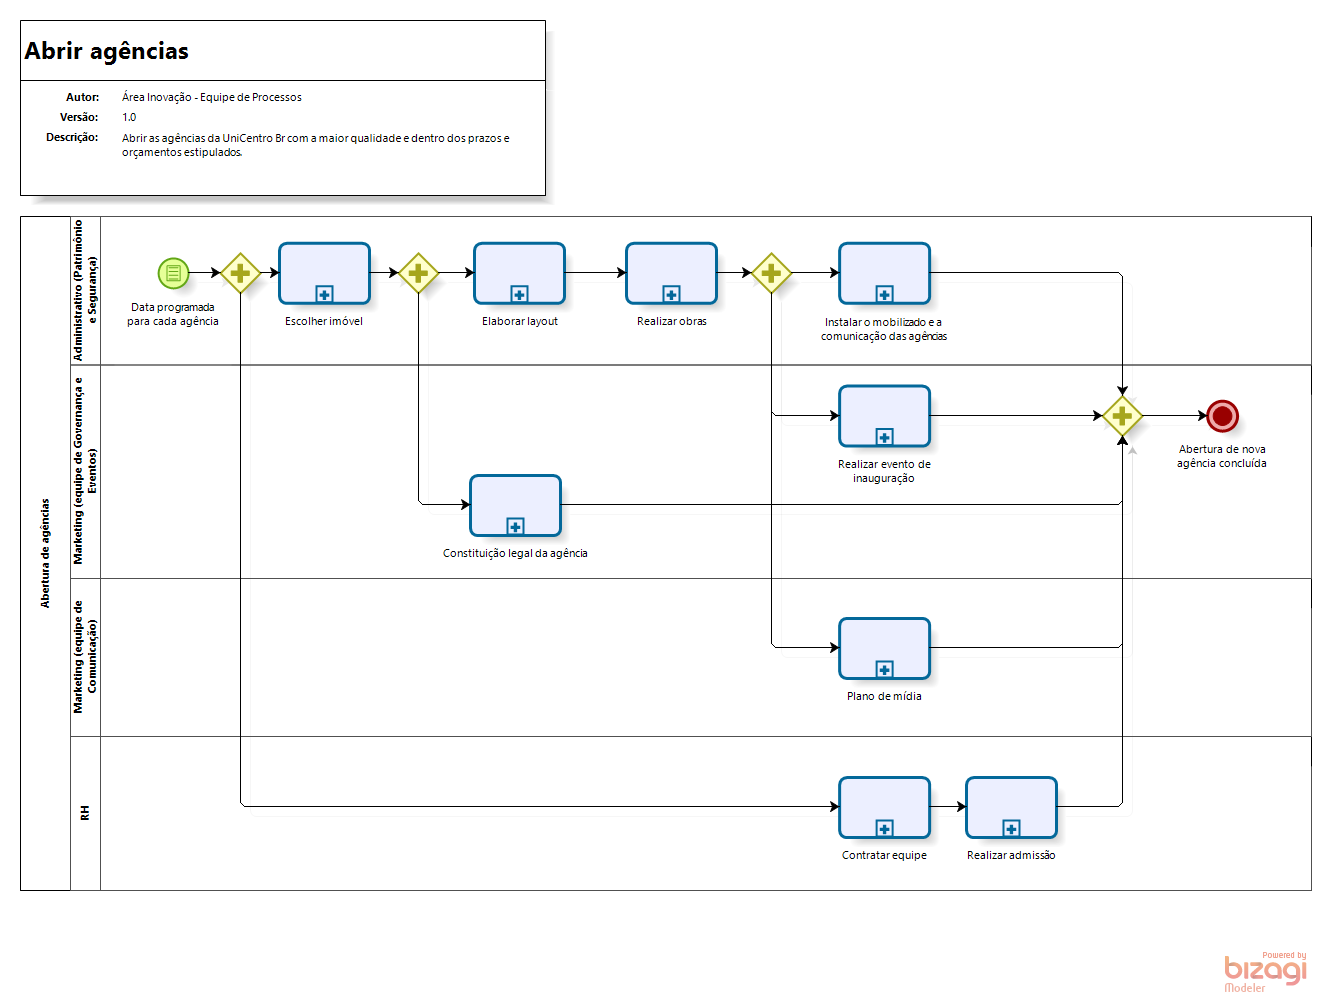 Abrir agências
Autor: Área Inovação - Equipe de Processos
Versão: 1.0
Descrição: Abrir as agências da UniCentro Br com a maior qualidade e dentro dos prazos e
orçamentos estipulados.
Abertura de agências
Administrativo (Patrimônio
e Segurança)
Data programada
para cada agência
Escolher imóvel
Elaborar layout
Realizar obras
Instalar o mobilizado e a
comunicação das agências
Marketing (equipe de Governança e
Eventos)
Realizar evento de
inauguração
Abertura de nova
agência concluída
Constituição legal da agência
Marketing (equipe de
Comunicação)
Plano de mídia
RH
Contratar equipe
Realizar admissão
Powered by
bizagi
Modeler